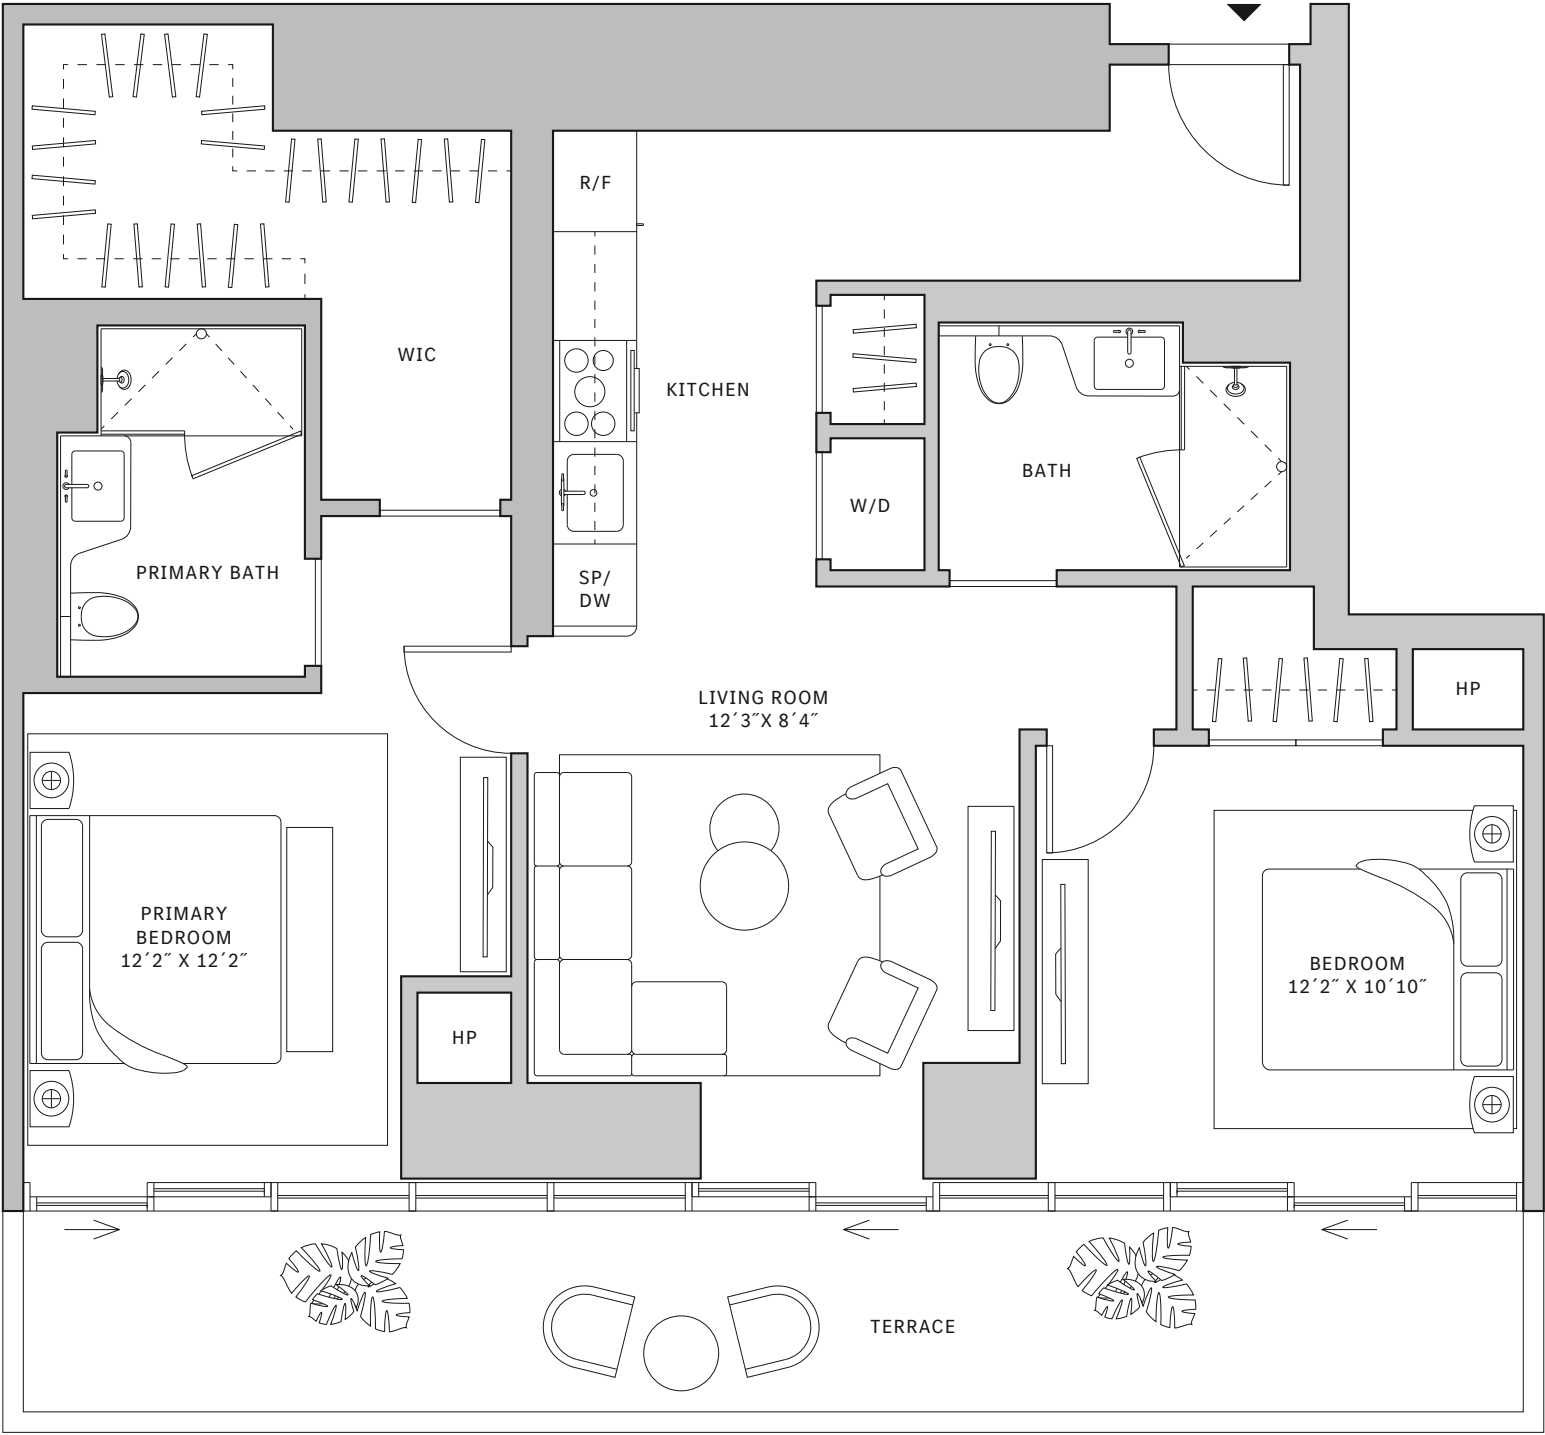 R/F
WIC
KITCHEN
BATH
W/D
PRIMARY BATH
SP/
DW
LIVING ROOM
12´3˝X 8´4˝
HP
PRIMARY
BEDROOM
12´2˝ X 12´2˝
BEDROOM
12´2˝ X 10´10˝
HP
TERRACE